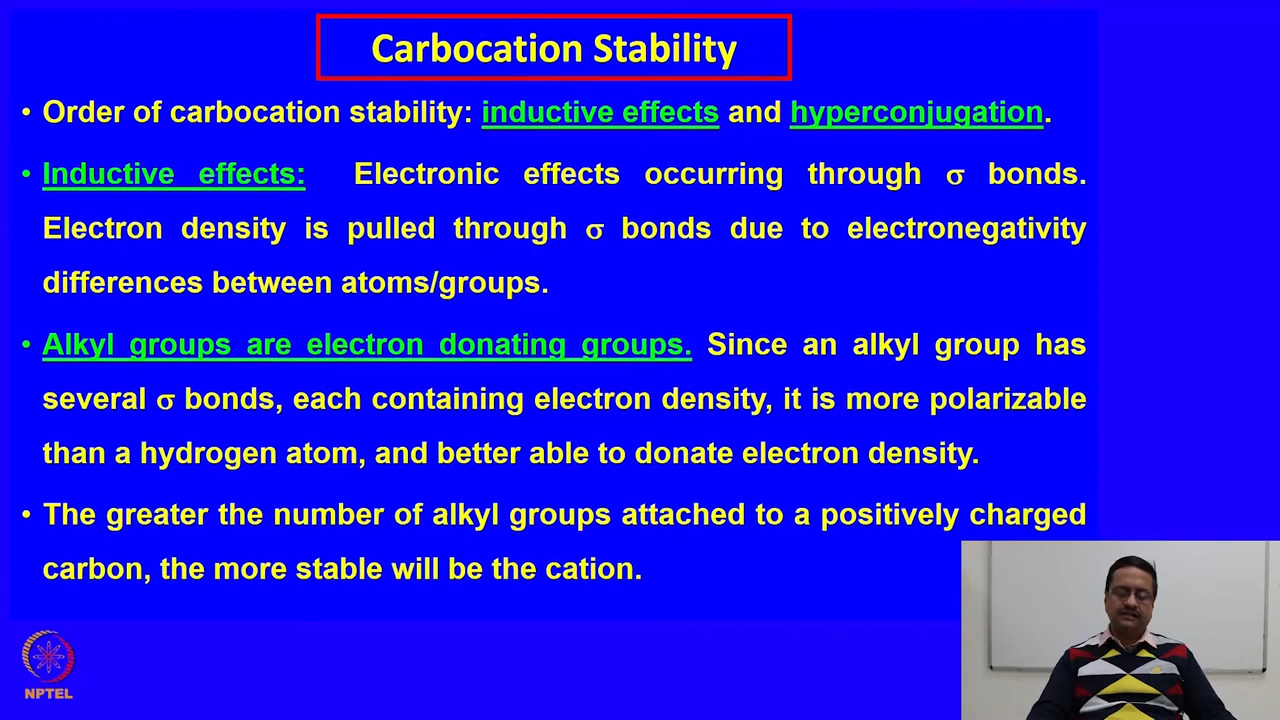 Carbocation Stability
• Order of carbocation stability: inductive effects and hyperconjugation.
• Inductive effects: Electronic effects occurring through σ bonds.
Electron density is pulled through σ bonds due to electronegativity
differences between atoms/groups.
• Alkyl groups are electron donating groups. Since an alkyl group has
several σ bonds, each containing electron density, it is more polarizable
than a hydrogen atom, and better able to donate electron density.
• The greater the number of alkyl groups attached to a positively charged
carbon, the more stable will be the cation.
NPTEL